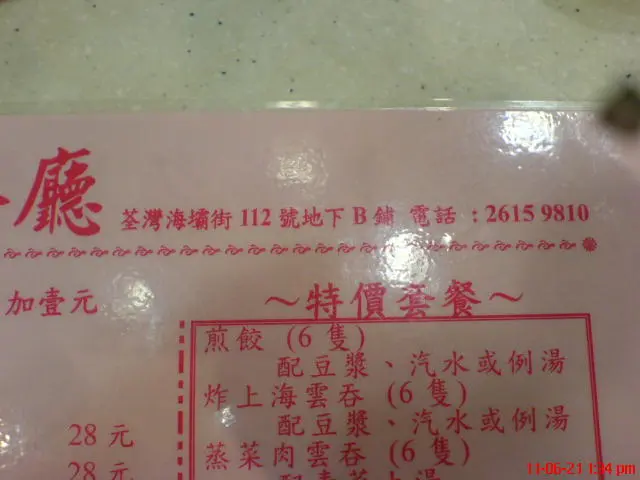 廳
荃灣海壩街 112 號地下 B 鋪 電話 : 2615 9810
加壹元
～特價套餐～
煎餃 (6 隻)
配豆漿、汽水或例湯
炸上海雲吞 (6 隻)
配豆漿、汽水或例湯
蒸菜肉雲吞 (6 隻)
28 元
28 元
11-06-21 1:24 pm